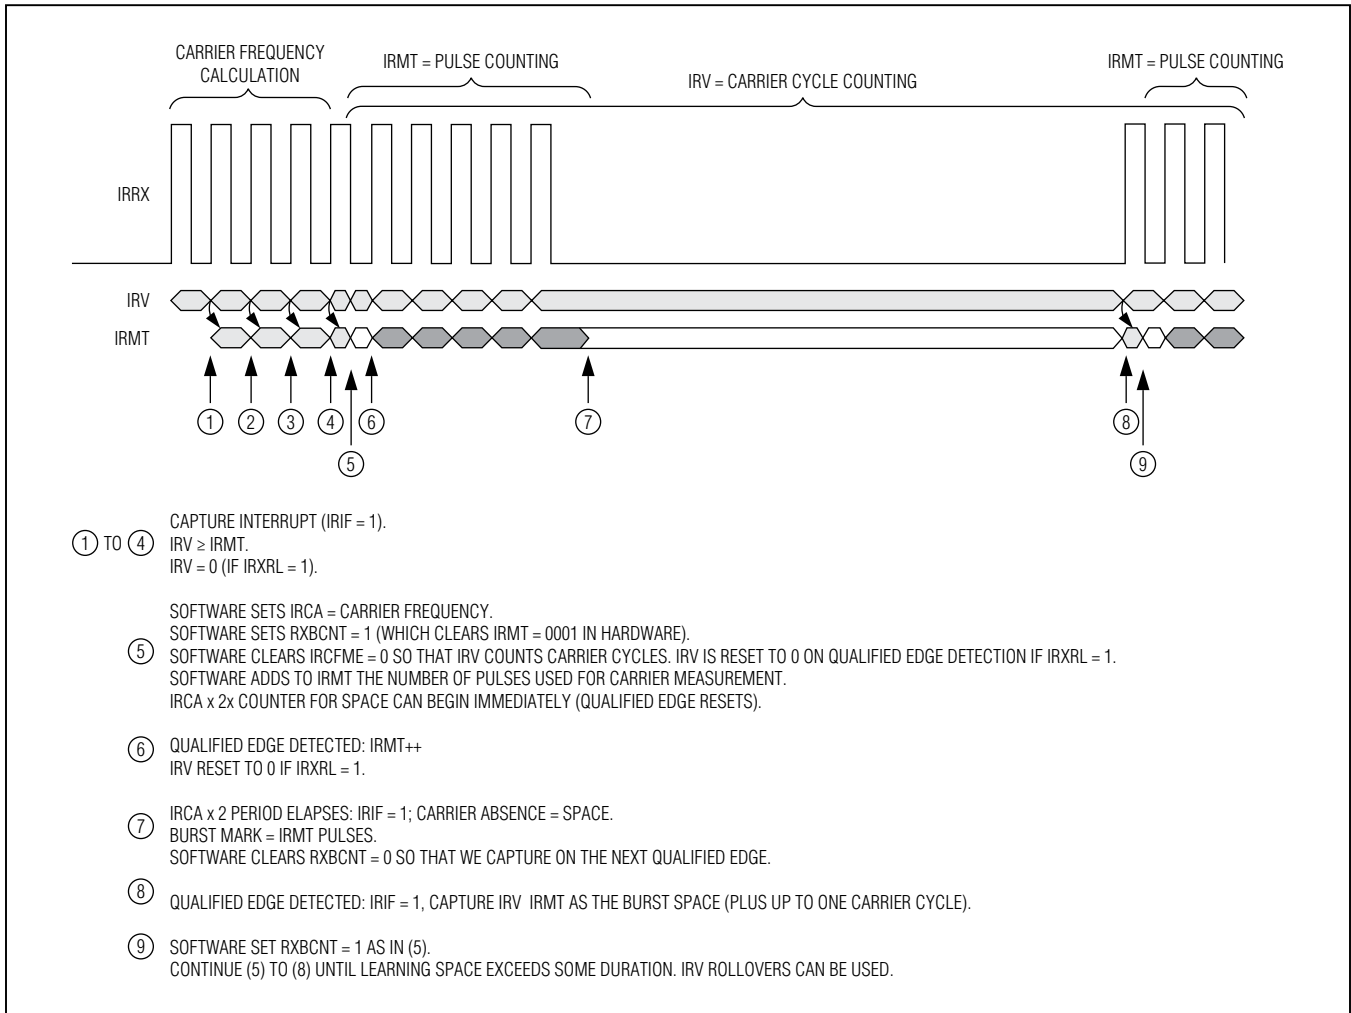 CARRIER FREQUENCY
CALCULATION
IRMT = PULSE COUNTING
IRV = CARRIER CYCLE COUNTING
IRMT = PULSE COUNTING
IRRX
IRV
IRMT
1
2
3
4
6
7
8
5
9
1 TO 4
CAPTURE INTERRUPT (IRIF = 1).
IRV ≥ IRMT.
IRV = 0 (IF IRXRL = 1).
5
SOFTWARE SETS IRCA = CARRIER FREQUENCY.
SOFTWARE SETS RXBCNT = 1 (WHICH CLEARS IRMT = 0001 IN HARDWARE).
SOFTWARE CLEARS IRCFME = 0 SO THAT IRV COUNTS CARRIER CYCLES. IRV IS RESET TO 0 ON QUALIFIED EDGE DETECTION IF IRXRL = 1.
SOFTWARE ADDS TO IRMT THE NUMBER OF PULSES USED FOR CARRIER MEASUREMENT.
IRCA x 2x COUNTER FOR SPACE CAN BEGIN IMMEDIATELY (QUALIFIED EDGE RESETS).
6
QUALIFIED EDGE DETECTED: IRMT++
IRV RESET TO 0 IF IRXRL = 1.
7
IRCA x 2 PERIOD ELAPSES: IRIF = 1; CARRIER ABSENCE = SPACE.
BURST MARK = IRMT PULSES.
SOFTWARE CLEARS RXBCNT = 0 SO THAT WE CAPTURE ON THE NEXT QUALIFIED EDGE.
8
QUALIFIED EDGE DETECTED: IRIF = 1, CAPTURE IRV IRMT AS THE BURST SPACE (PLUS UP TO ONE CARRIER CYCLE).
9
SOFTWARE SET RXBCNT = 1 AS IN (5).
CONTINUE (5) TO (8) UNTIL LEARNING SPACE EXCEEDS SOME DURATION. IRV ROLLOVERS CAN BE USED.